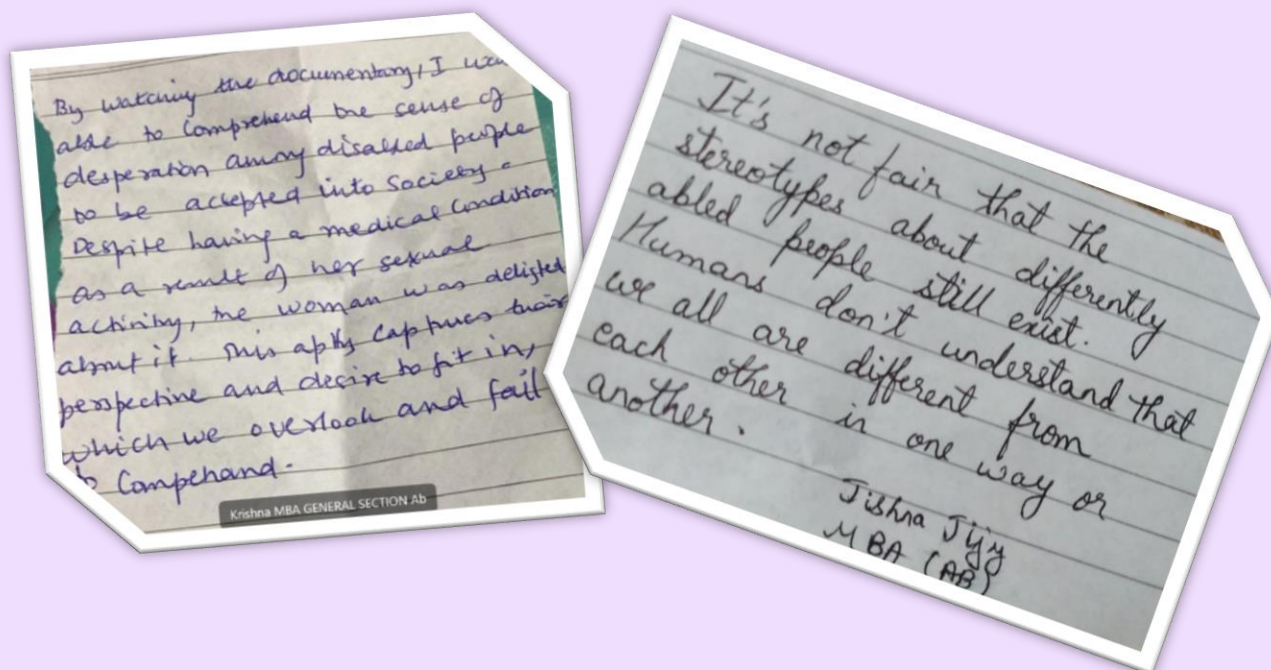 By watching the documentary, I
able to Comprehend the sense of
desperation among disabled people
to be accepted into Society.
Despite having a medical Condition
as a result of her sexual
activity, the woman was delighted
about it. This aptly captures their
perspective and desire to fit in,
which we overlook and fail
to Compehand.
Krishna MBA GENERAL SECTION Ab
It's not fair that the
stereotypes about differently
abled people still exist.
Humans don't understand that
we all are different from
each other in one way or
another.
Jishna Jijy
MBA (AB)